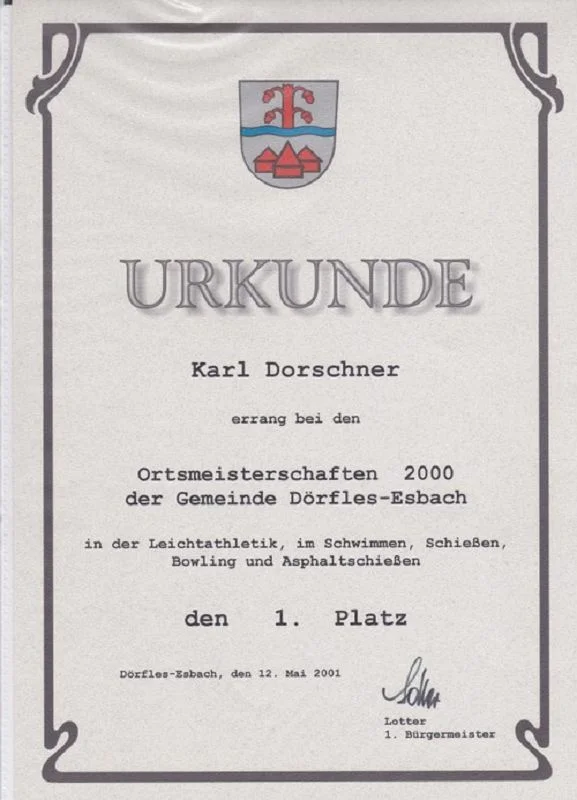 URKUNDE
Karl Dorschner
errang bei den
Ortsmeisterschaften 2000
der Gemeinde Dörfles-Esbach
in der Leichtathletik, im Schwimmen, Schießen,
Bowling und Asphaltschießen
den 1. Platz
Dörfles-Esbach, den 12. Mai 2001
Lotter
Lotter
1. Bürgermeister